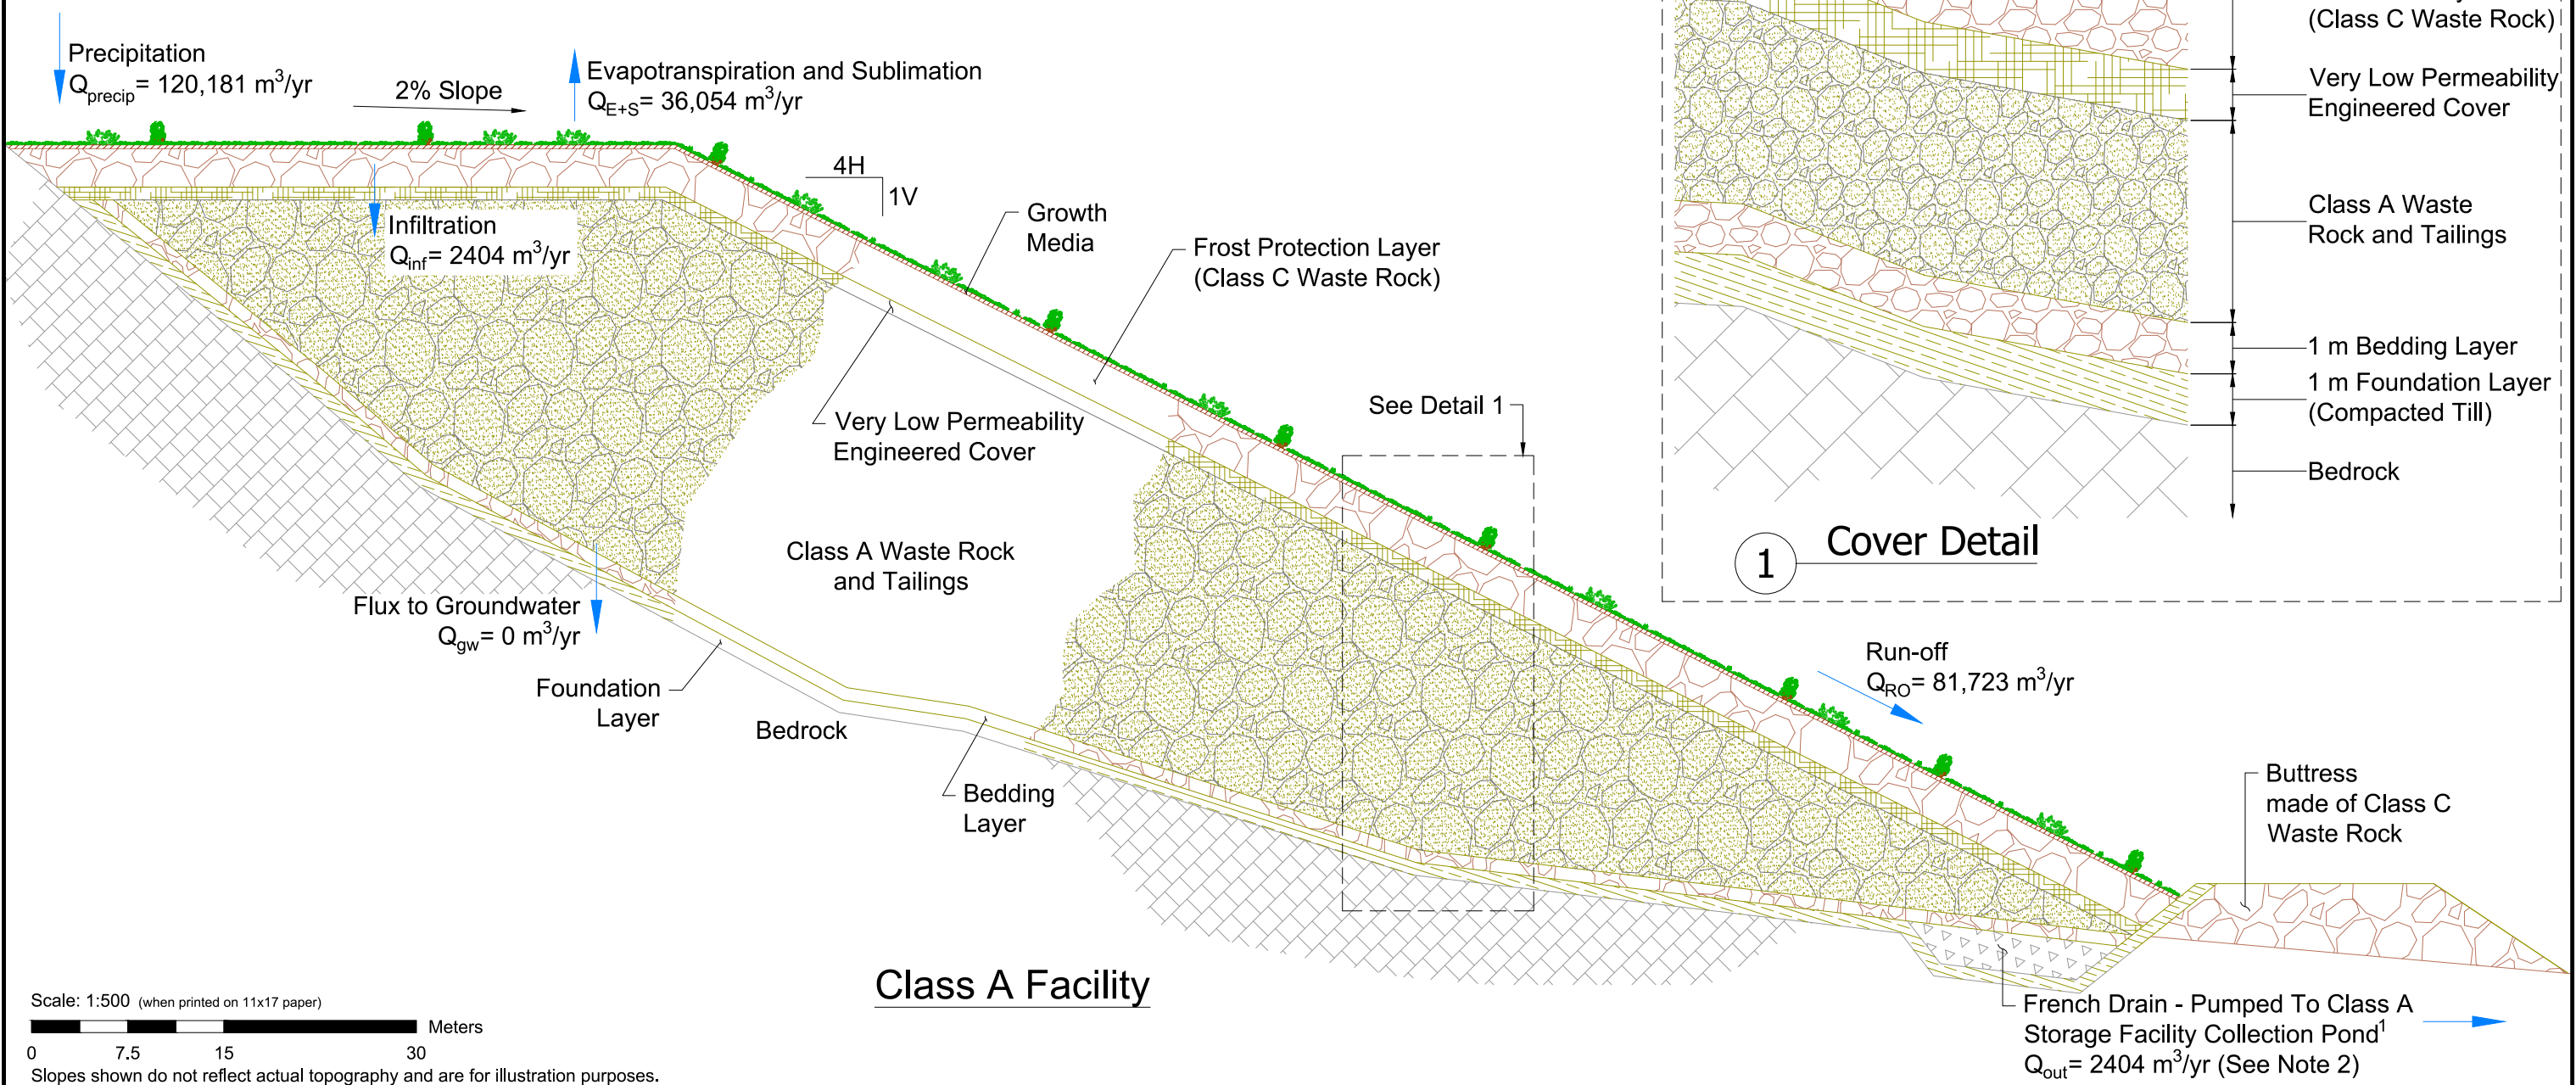 Precipitation
Qprecip= 120,181 m³/yr
2% Slope
Evapotranspiration and Sublimation
QE+S= 36,054 m³/yr
Infiltration
Qinf= 2404 m³/yr
4H
1V
Growth
Media
Frost Protection Layer
(Class C Waste Rock)
Very Low Permeability
Engineered Cover
See Detail 1
Class A Waste Rock
and Tailings
Flux to Groundwater
Qgw= 0 m³/yr
Foundation
Layer
Bedrock
Bedding
Layer
Run-off
QRO= 81,723 m³/yr
Buttress
made of Class C
Waste Rock
French Drain - Pumped To Class A
Storage Facility Collection Pond¹
Qout= 2404 m³/yr (See Note 2)
(Class C Waste Rock)
Very Low Permeability
Engineered Cover
Class A Waste
Rock and Tailings
1 m Bedding Layer
1 m Foundation Layer
(Compacted Till)
Bedrock
1
Cover Detail
Class A Facility
Scale: 1:500 (when printed on 11x17 paper)
Meters
0 7.5 15 30
Slopes shown do not reflect actual topography and are for illustration purposes.